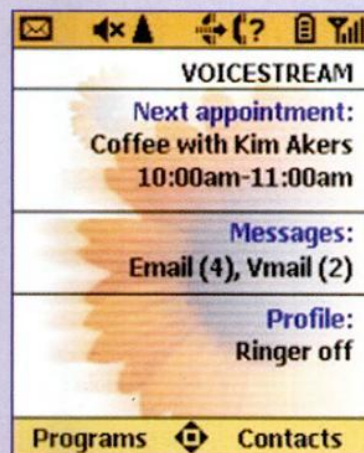 ?
VOICESTREAM
Next appointment:
Coffee with Kim Akers
10:00am-11:00am
Messages:
Email (4), Vmail (2)
Profile:
Ringer off
Programs Contacts